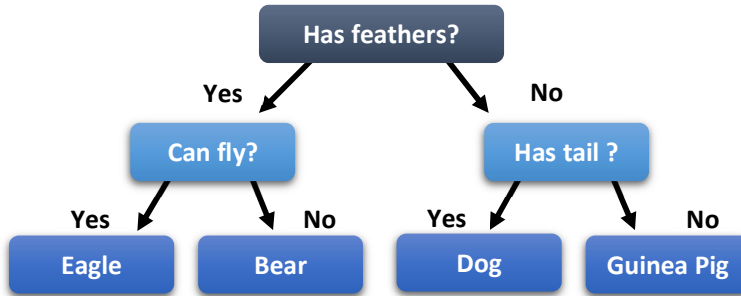 Has feathers?
Yes
No
Can fly?
Has tail ?
Yes
No
Yes
No
Eagle
Bear
Dog
Guinea Pig